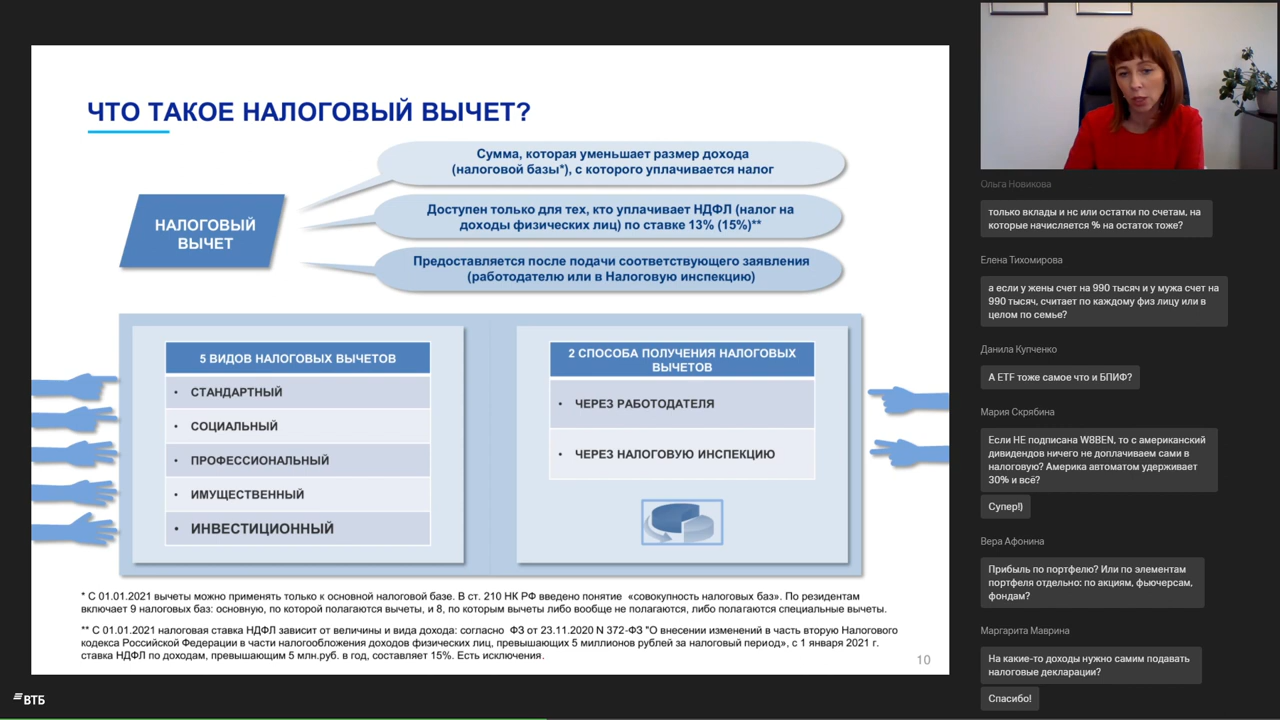 ЧТО ТАКОЕ НАЛОГОВЫЙ ВЫЧЕТ?
НАЛОГОВЫЙ
ВЫЧЕТ
Сумма, которая уменьшает размер дохода
(налоговой базы*), с которого уплачивается налог
Доступен только для тех, кто уплачивает НДФЛ (налог на
доходы физических лиц) по ставке 13% (15%)**
Предоставляется после подачи соответствующего заявления
(работодателю или в Налоговую инспекцию)
5 ВИДОВ НАЛОГОВЫХ ВЫЧЕТОВ
• СТАНДАРТНЫЙ
• СОЦИАЛЬНЫЙ
• ПРОФЕССИОНАЛЬНЫЙ
• ИМУЩЕСТВЕННЫЙ
• ИНВЕСТИЦИОННЫЙ
2 СПОСОБА ПОЛУЧЕНИЯ НАЛОГОВЫХ
ВЫЧЕТОВ
• ЧЕРЕЗ РАБОТОДАТЕЛЯ
• ЧЕРЕЗ НАЛОГОВУЮ ИНСПЕКЦИЮ
* С 01.01.2021 вычеты можно применять только к основной налоговой базе. В ст. 210 НК РФ введено понятие «совокупность налоговых баз». По резидентам
включает 9 налоговых баз: основную, по которой полагаются вычеты, и 8, по которым вычеты либо вообще не полагаются, либо полагаются специальные вычеты.
** С 01.01.2021 налоговая ставка НДФЛ зависит от величины и вида дохода: согласно ФЗ от 23.11.2020 N 372-ФЗ "О внесении изменений в часть вторую Налогового
кодекса Российской Федерации в части налогообложения доходов физических лиц, превышающих 5 миллионов рублей за налоговый период», с 1 января 2021 г.
ставка НДФЛ по доходам, превышающим 5 млн.руб. в год, составляет 15%. Есть исключения.
10
ВТБ
Ольга Новикова
только вклады и нс или остатки по счетам, на
которые начисляется % на остаток тоже?
Елена Тихомирова
а если у жены счет на 990 тысяч и у мужа счет на
990 тысяч, считает по каждому физ лицу или в
целом по семье?
Данила Купченко
А ETF тоже самое что и БПИФ?
Мария Скрябина
Если НЕ подписана W8BEN, то с американский
дивидендов ничего не доплачиваем сами в
налоговую? Америка автоматом удерживает
30% и всё?
Супер!)
Вера Афонина
Прибыль по портфелю? Или по элементам
портфеля отдельно: по акциям, фьючерсам,
фондам?
Маргарита Маврина
На какие-то доходы нужно самим подавать
налоговые декларации?
Спасибо!